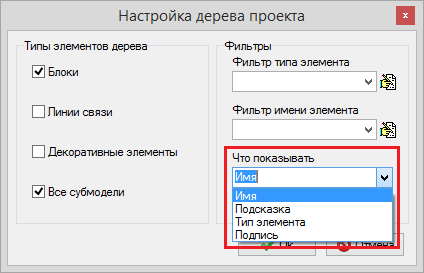 Настройка дерева проекта
Типы элементов дерева
Блоки
Линии связи
Декоративные элементы
Все субмодели
Фильтры
Фильтр типа элемента
Фильтр имени элемента
Что показывать
Имя
Имя
Подсказка
Тип элемента
Подпись
Ок
Отмена